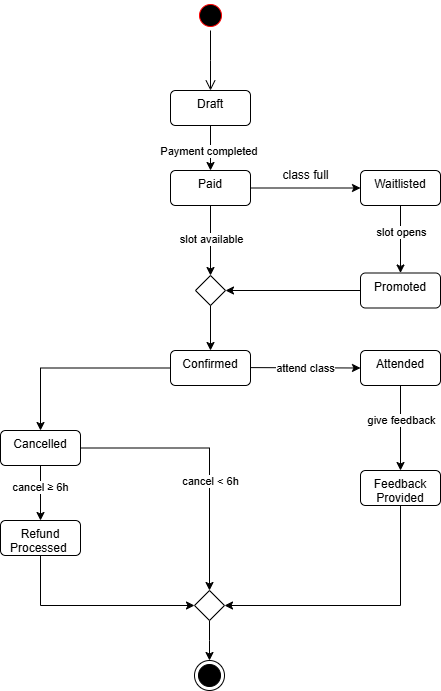 Draft
Payment completed
Paid
class full
Waitlisted
slot available
slot opens
Promoted
Confirmed
attend class
Attended
give feedback
Cancelled
cancel ≥ 6h
cancel < 6h
Feedback
Provided
Refund
Processed